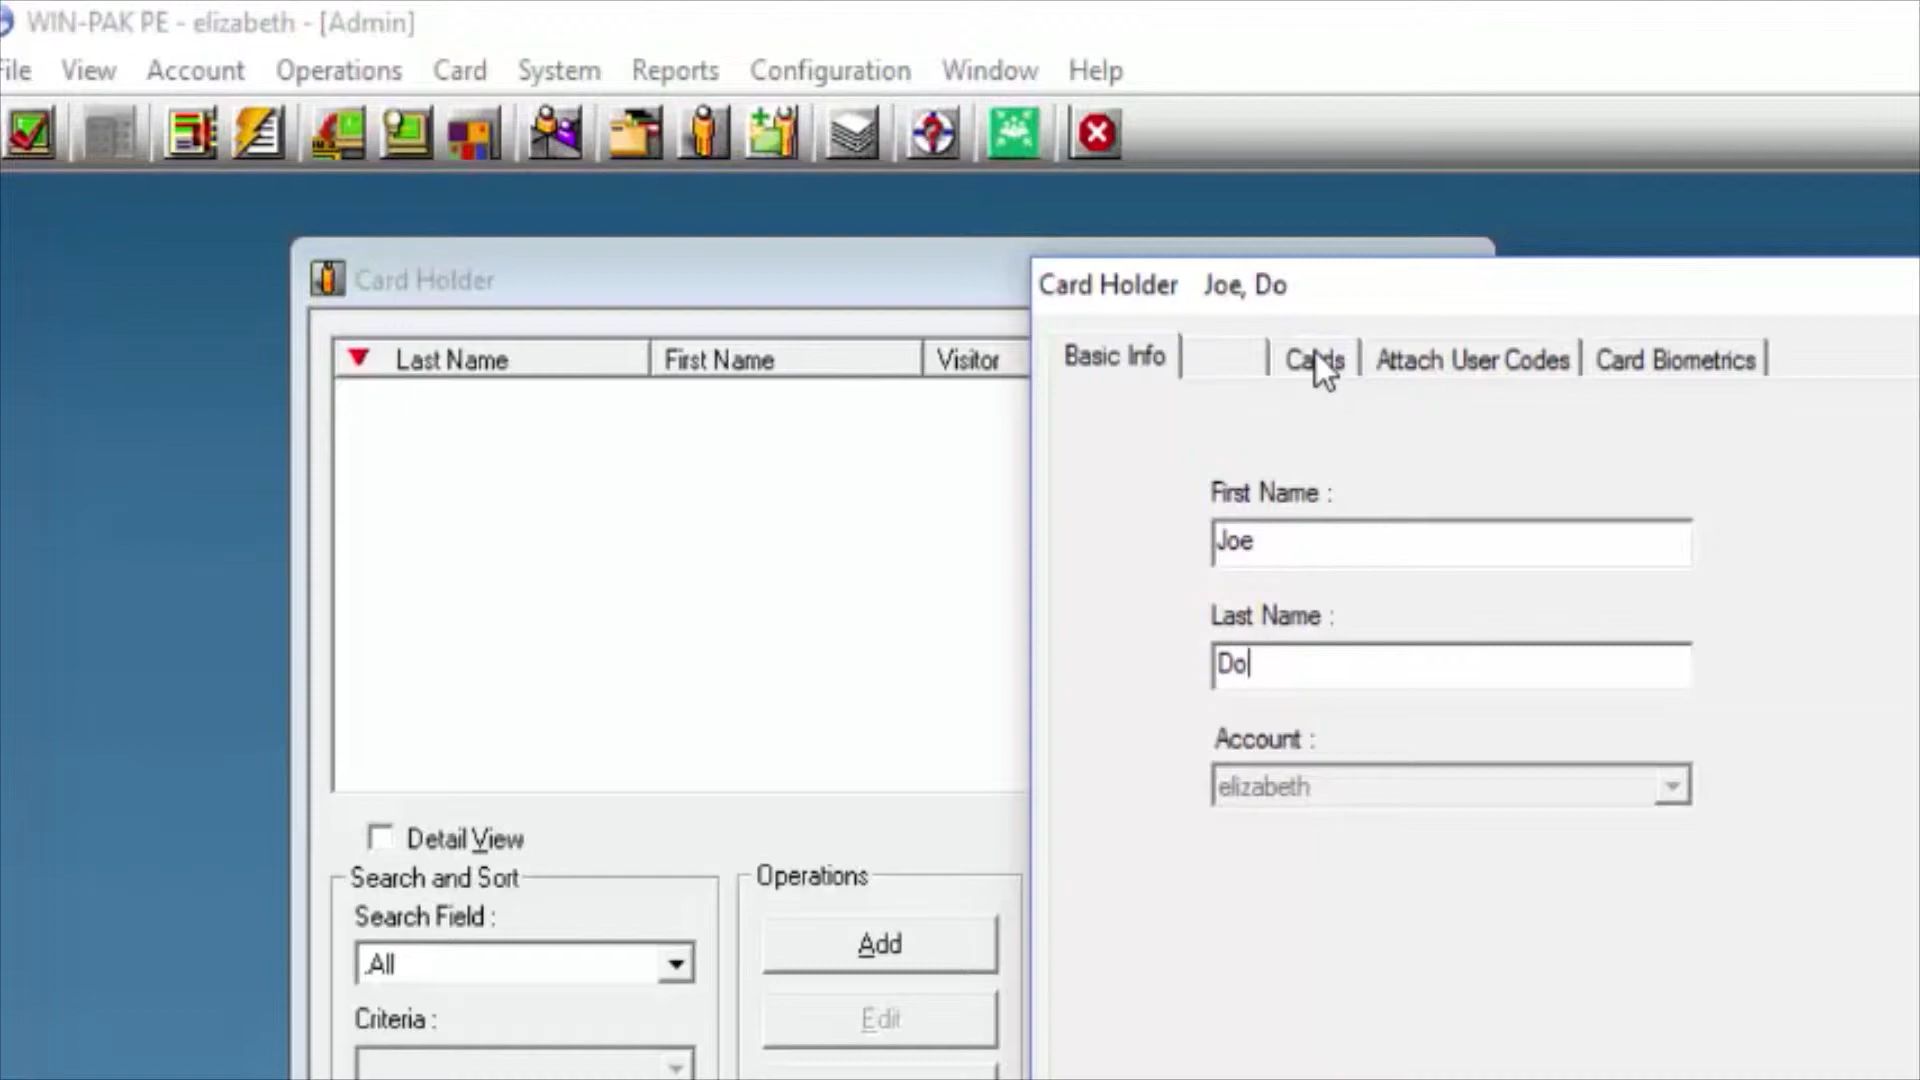 WIN-PAK PE - elizabeth - [Admin]
File View Account Operations Card System Reports Configuration Window Help
Card Holder
Card Holder Joe, Do
Last Name First Name Visitor
Basic Info Cards Attach User Codes Card Biometrics
First Name :
Joe
Last Name :
Do
Account :
elizabeth
Detail View
Search and Sort
Operations
Search Field :
.All
Add
Criteria :
Edit